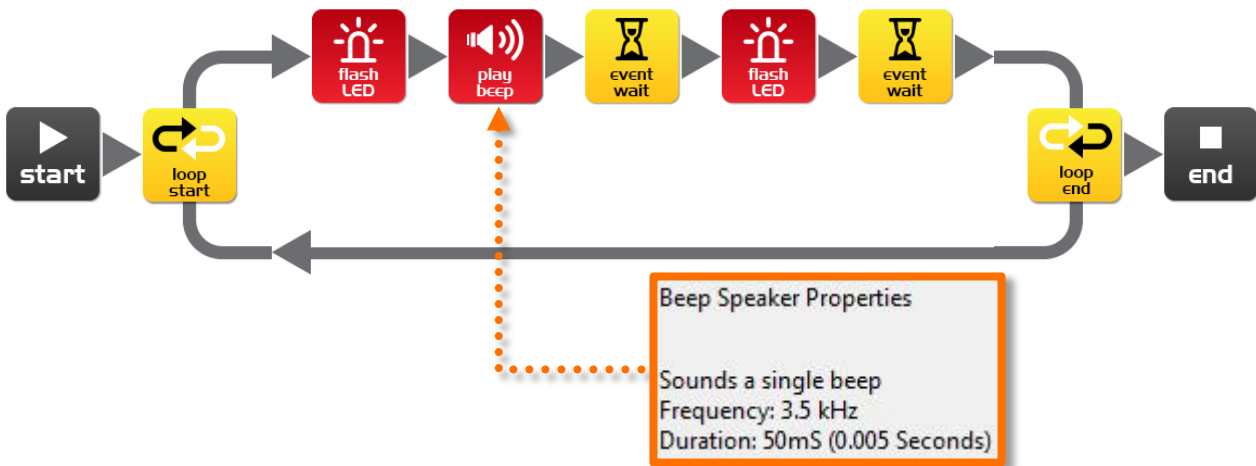 flash
LED
play
beep
event
wait
flash
LED
event
wait
start
loop
start
loop
end
end
Beep Speaker Properties
Sounds a single beep
Frequency: 3.5 kHz
Duration: 50mS (0.005 Seconds)